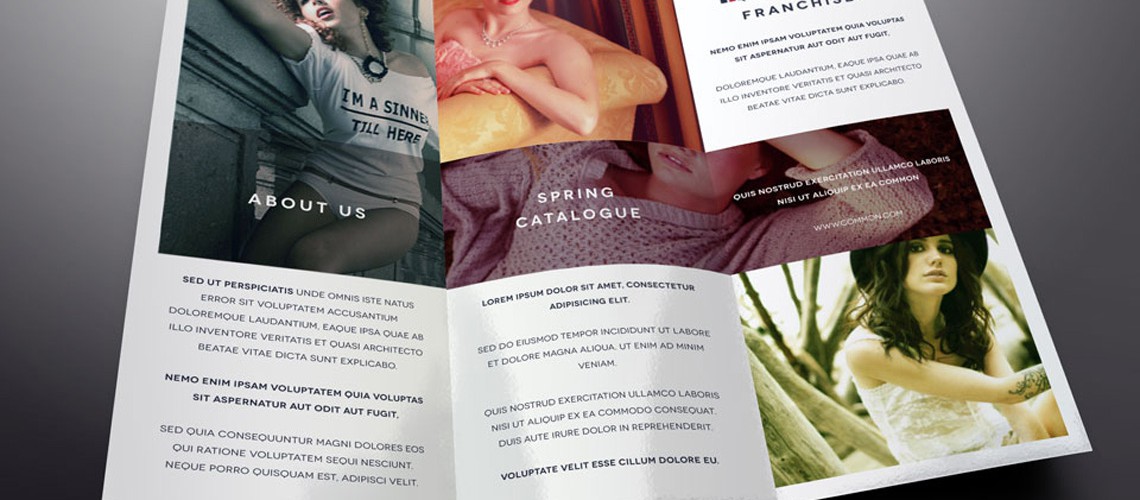 I'M A SINNER
TILL HERE
ABOUT US
SED UT PERSPICIATIS UNDE OMNIS ISTE NATUS
ERROR SIT VOLUPTATEM ACCUSANTIUM
DOLOREMQUE LAUDANTIUM, EAQUE IPSA QUAE AB
ILLO INVENTORE VERITATIS ET QUASI ARCHITECTO
BEATAE VITAE DICTA SUNT EXPLICABO.
NEMO ENIM IPSAM VOLUPTATEM QUIA VOLUPTAS
SIT ASPERNATUR AUT ODIT AUT FUGIT,
SED QUIA CONSEQUUNTUR MAGNI DOLORES EOS
QUI RATIONE VOLUPTATEM SEQUI NESCIUNT.
NEQUE PORRO QUISQUAM EST, ADIPISCI VELIT.
SPRING
CATALOGUE
LOREM IPSUM DOLOR SIT AMET, CONSECTETUR
ADIPISICING ELIT.
SED DO EIUSMOD TEMPOR INCIDIDUNT UT LABORE
ET DOLORE MAGNA ALIQUA. UT ENIM AD MINIM
VENIAM.
QUIS NOSTRUD EXERCITATION ULLAMCO LABORIS
NISI UT ALIQUIP EX EA COMMODO CONSEQUAT.
DUIS AUTE IRURE DOLOR IN REPREHENDERIT.
VOLUPTATE VELIT ESSE CILLUM DOLORE EU.
FRANCHISE
NEMO ENIM IPSAM VOLUPTATEM QUIA VOLUPTAS
SIT ASPERNATUR AUT ODIT AUT FUGIT,
DOLOREMQUE LAUDANTIUM, EAQUE IPSA QUAE AB
ILLO INVENTORE VERITATIS ET QUASI ARCHITECTO
BEATAE VITAE DICTA SUNT EXPLICABO.
QUIS NOSTRUD EXERCITATION ULLAMCO LABORIS
NISI UT ALIQUIP EX EA COMMON
WWW.COMMON.COM